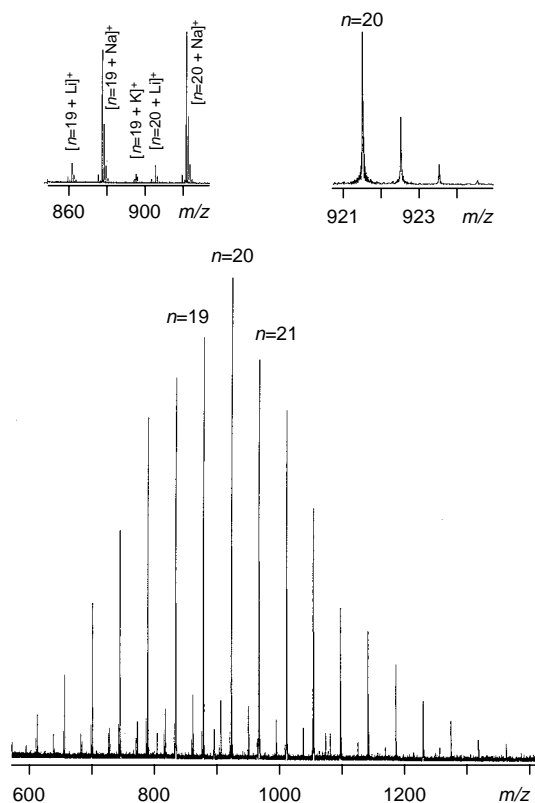 [n=19 + Li]⁺
[n=19 + Na]⁺
[n=19 + K]⁺
[n=20 + Li]⁺
[n=20 + Na]⁺
860 900 m/z
n=20
921 923 m/z
n=20
n=19
n=21
600 800 1000 1200 m/z